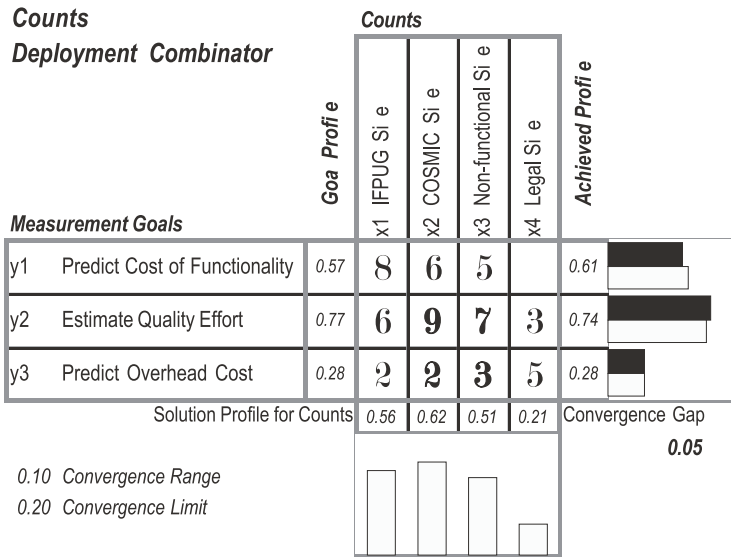 Counts
Deployment Combinator
Counts
Goa Profi e
x1 IFPUG Si e
x2 COSMIC Si e
x3 Non-functional Si e
x4 Legal Si e
Achieved Profi e
Measurement Goals
y1 Predict Cost of Functionality 0.57 8 6 5 0.61
y2 Estimate Quality Effort 0.77 6 9 7 3 0.74
y3 Predict Overhead Cost 0.28 2 2 3 5 0.28
Solution Profile for Counts 0.56 0.62 0.51 0.21 Convergence Gap
0.05
0.10 Convergence Range
0.20 Convergence Limit